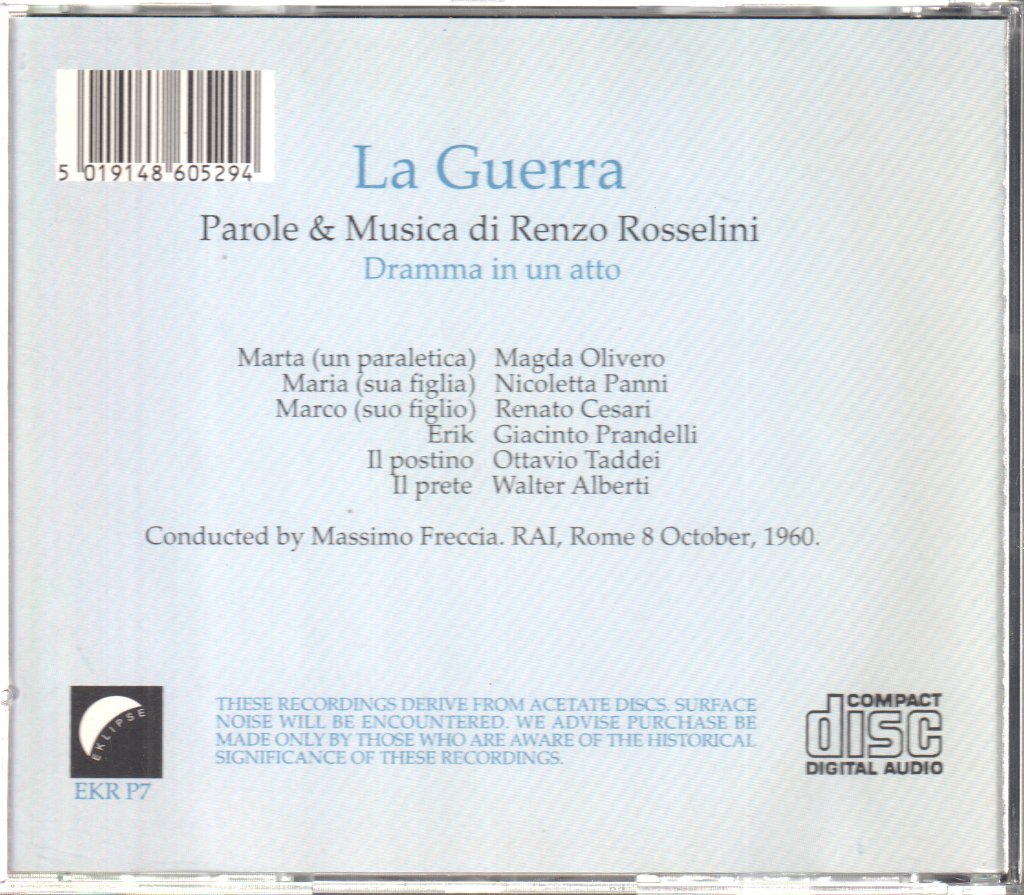 5 019148 605294
La Guerra
Parole & Musica di Renzo Rosselini
Dramma in un atto
Marta (un paraletica) Magda Olivero
Maria (sua figlia) Nicoletta Panni
Marco (suo figlio) Renato Cesari
Erik Giacinto Prandelli
Il postino Ottavio Taddei
Il prete Walter Alberti
Conducted by Massimo Freccia. RAI, Rome 8 October, 1960.
EKLIPSE
EKR P7
THESE RECORDINGS DERIVE FROM ACETATE DISCS. SURFACE
NOISE WILL BE ENCOUNTERED. WE ADVISE PURCHASE BE
MADE ONLY BY THOSE WHO ARE AWARE OF THE HISTORICAL
SIGNIFICANCE OF THESE RECORDINGS.
COMPACT
disc
DIGITAL AUDIO